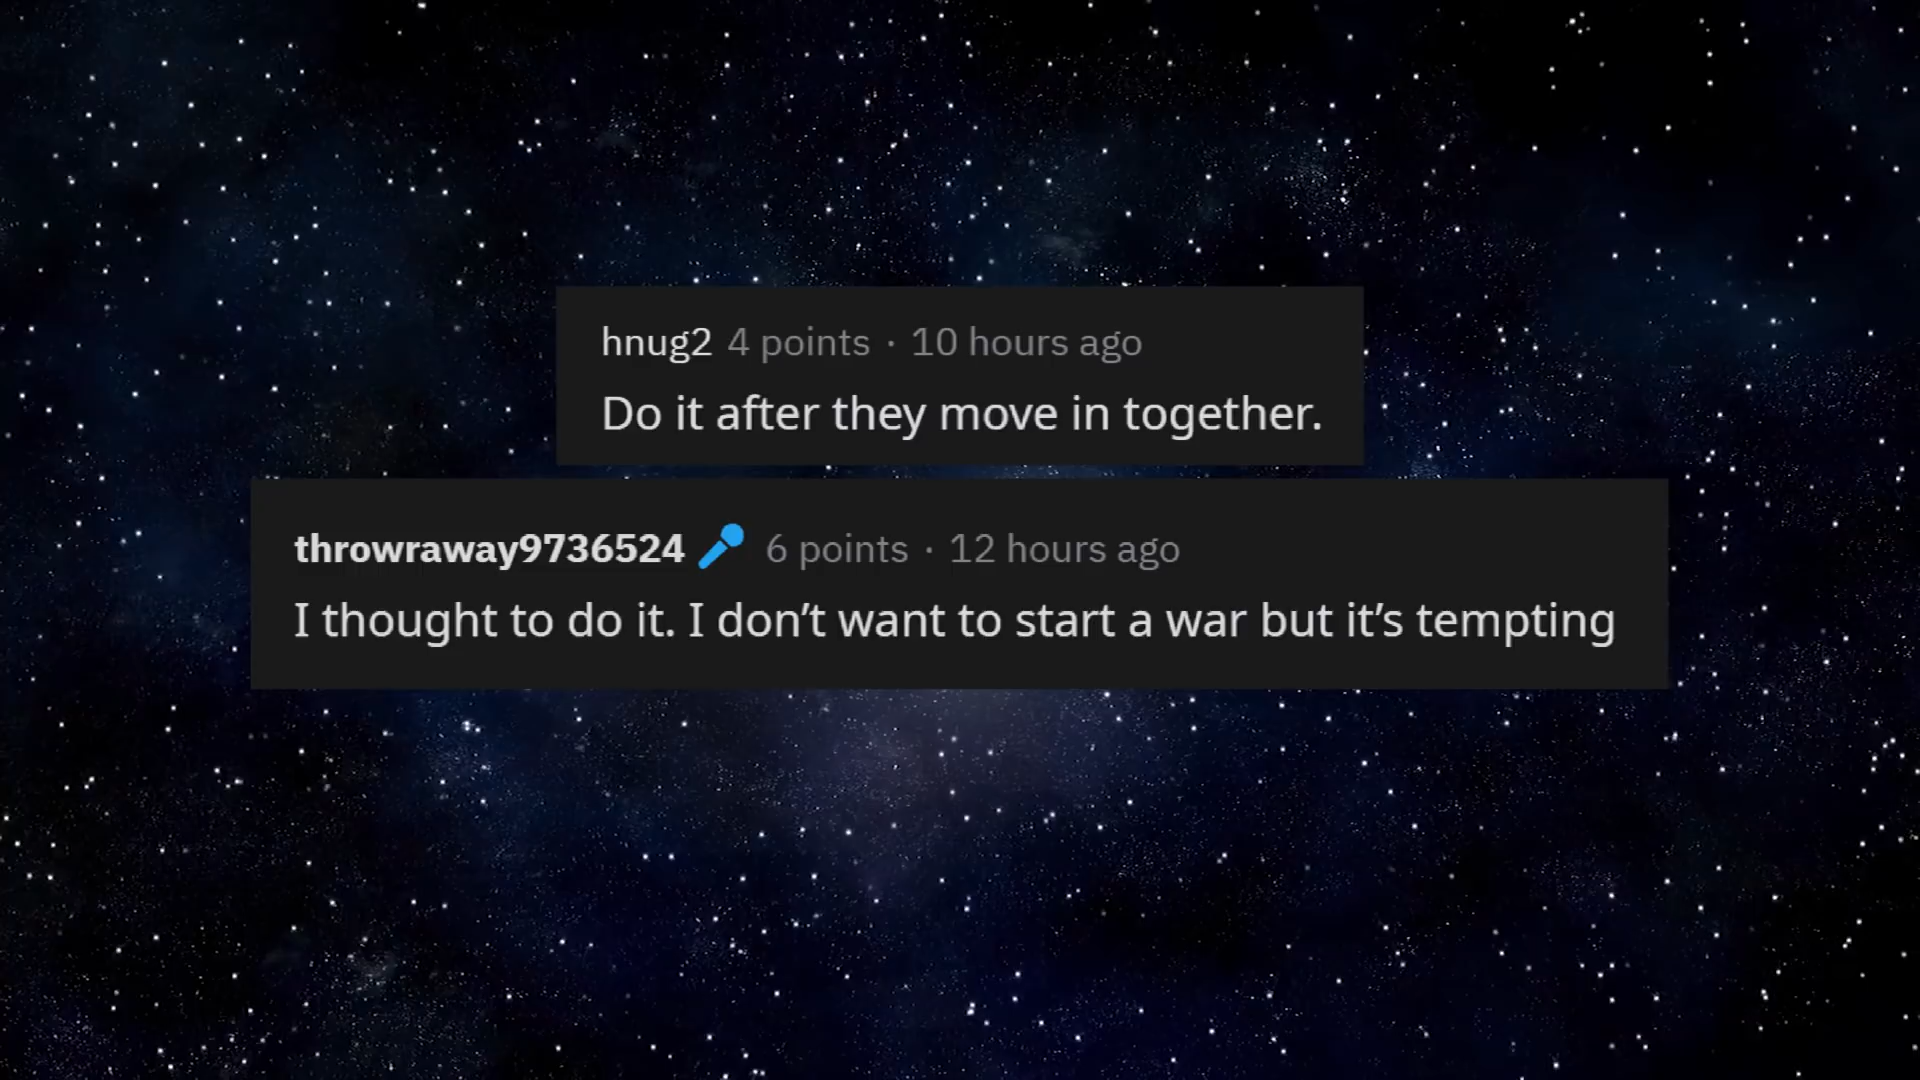 hnug2 4 points · 10 hours ago
Do it after they move in together.
throwraway9736524 6 points · 12 hours ago
I thought to do it. I don’t want to start a war but it’s tempting